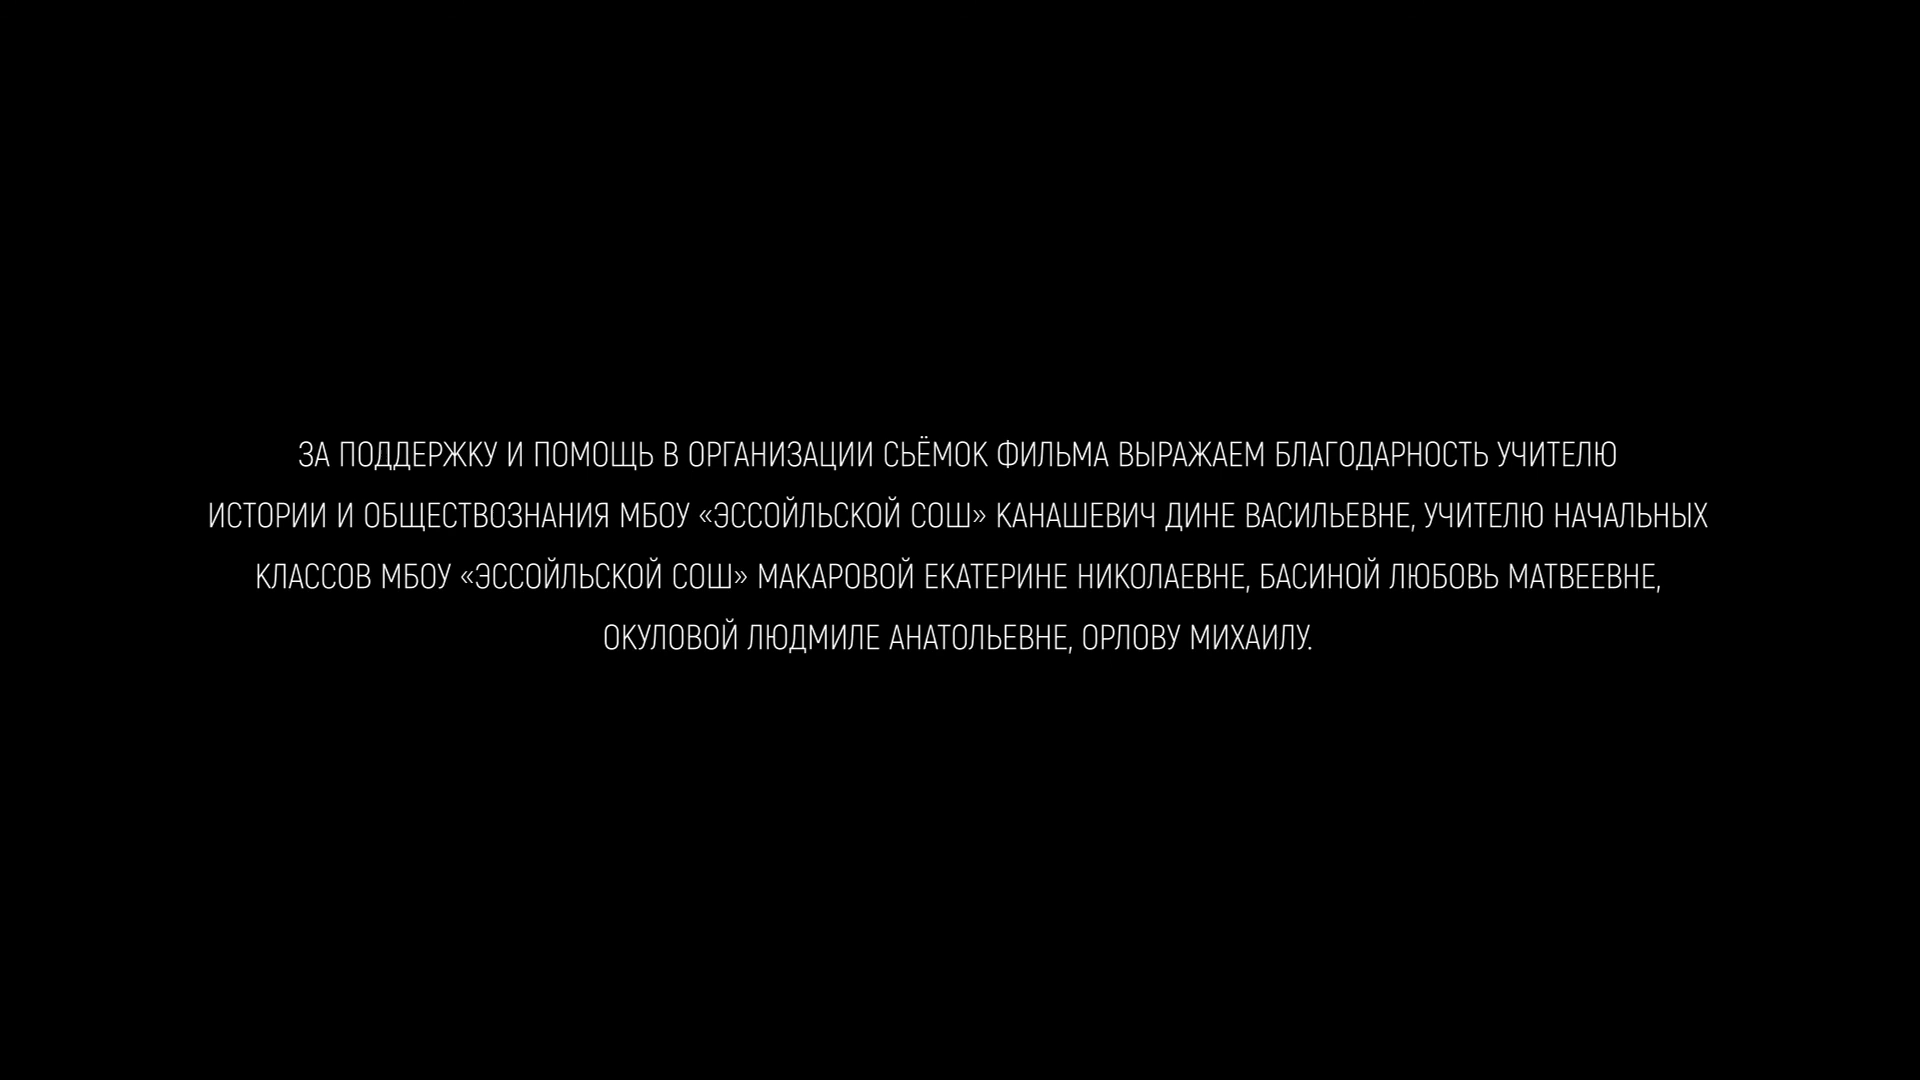 ЗА ПОДДЕРЖКУ И ПОМОЩЬ В ОРГАНИЗАЦИИ СЬЁМОК ФИЛЬМА ВЫРАЖАЕМ БЛАГОДАРНОСТЬ УЧИТЕЛЮ
ИСТОРИИ И ОБЩЕСТВОЗНАНИЯ МБОУ «ЭССОЙЛЬСКОЙ СОШ» КАНАШЕВИЧ ДИНЕ ВАСИЛЬЕВНЕ, УЧИТЕЛЮ НАЧАЛЬНЫХ
КЛАССОВ МБОУ «ЭССОЙЛЬСКОЙ СОШ» МАКАРОВОЙ ЕКАТЕРИНЕ НИКОЛАЕВНЕ, БАСИНОЙ ЛЮБОВЬ МАТВЕЕВНЕ,
ОКУЛОВОЙ ЛЮДМИЛЕ АНАТОЛЬЕВНЕ, ОРЛОВУ МИХАИЛУ.